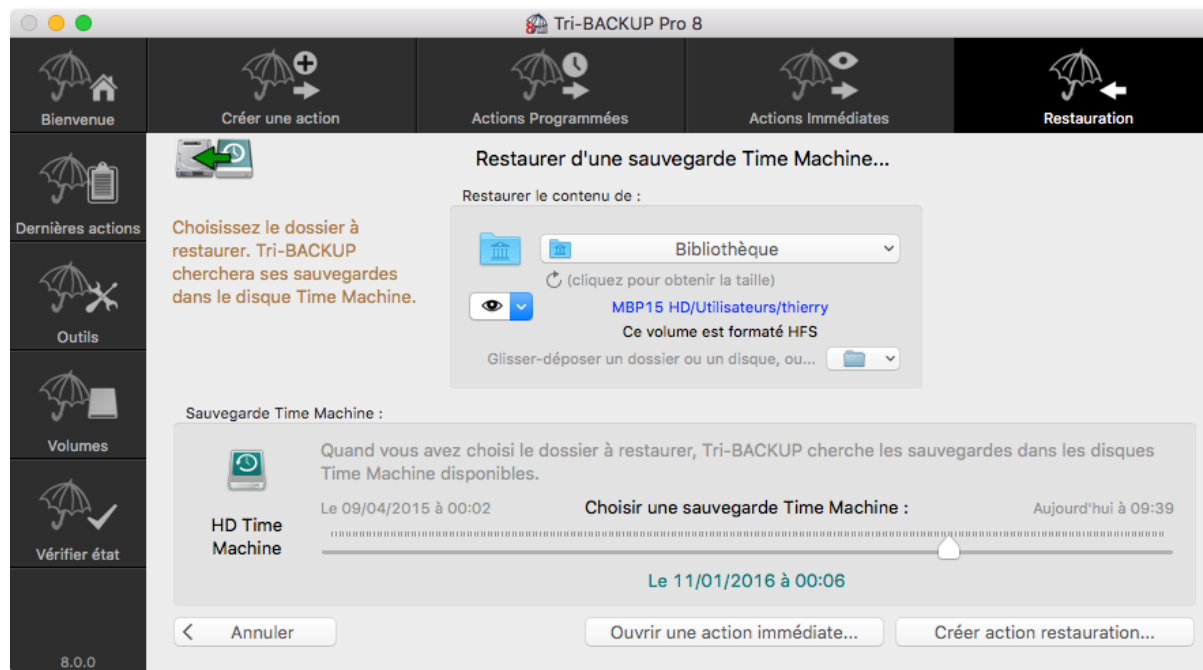 Tri-BACKUP Pro 8
Bienvenue
Créer une action
Actions Programmées
Actions Immédiates
Restauration
Dernières actions
Outils
Volumes
Vérifier état
8.0.0
Restaurer d'une sauvegarde Time Machine...
Choisissez le dossier à
restaurer. Tri-BACKUP
cherchera ses sauvegardes
dans le disque Time Machine.
Restaurer le contenu de :
Bibliothèque
(cliquez pour obtenir la taille)
MBP15 HD/Utilisateurs/thierry
Ce volume est formaté HFS
Glisser-déposer un dossier ou un disque, ou...
Sauvegarde Time Machine :
HD Time
Machine
Quand vous avez choisi le dossier à restaurer, Tri-BACKUP cherche les sauvegardes dans les disques
Time Machine disponibles.
Le 09/04/2015 à 00:02
Choisir une sauvegarde Time Machine :
Aujourd'hui à 09:39
Le 11/01/2016 à 00:06
Annuler
Ouvrir une action immédiate...
Créer action restauration...